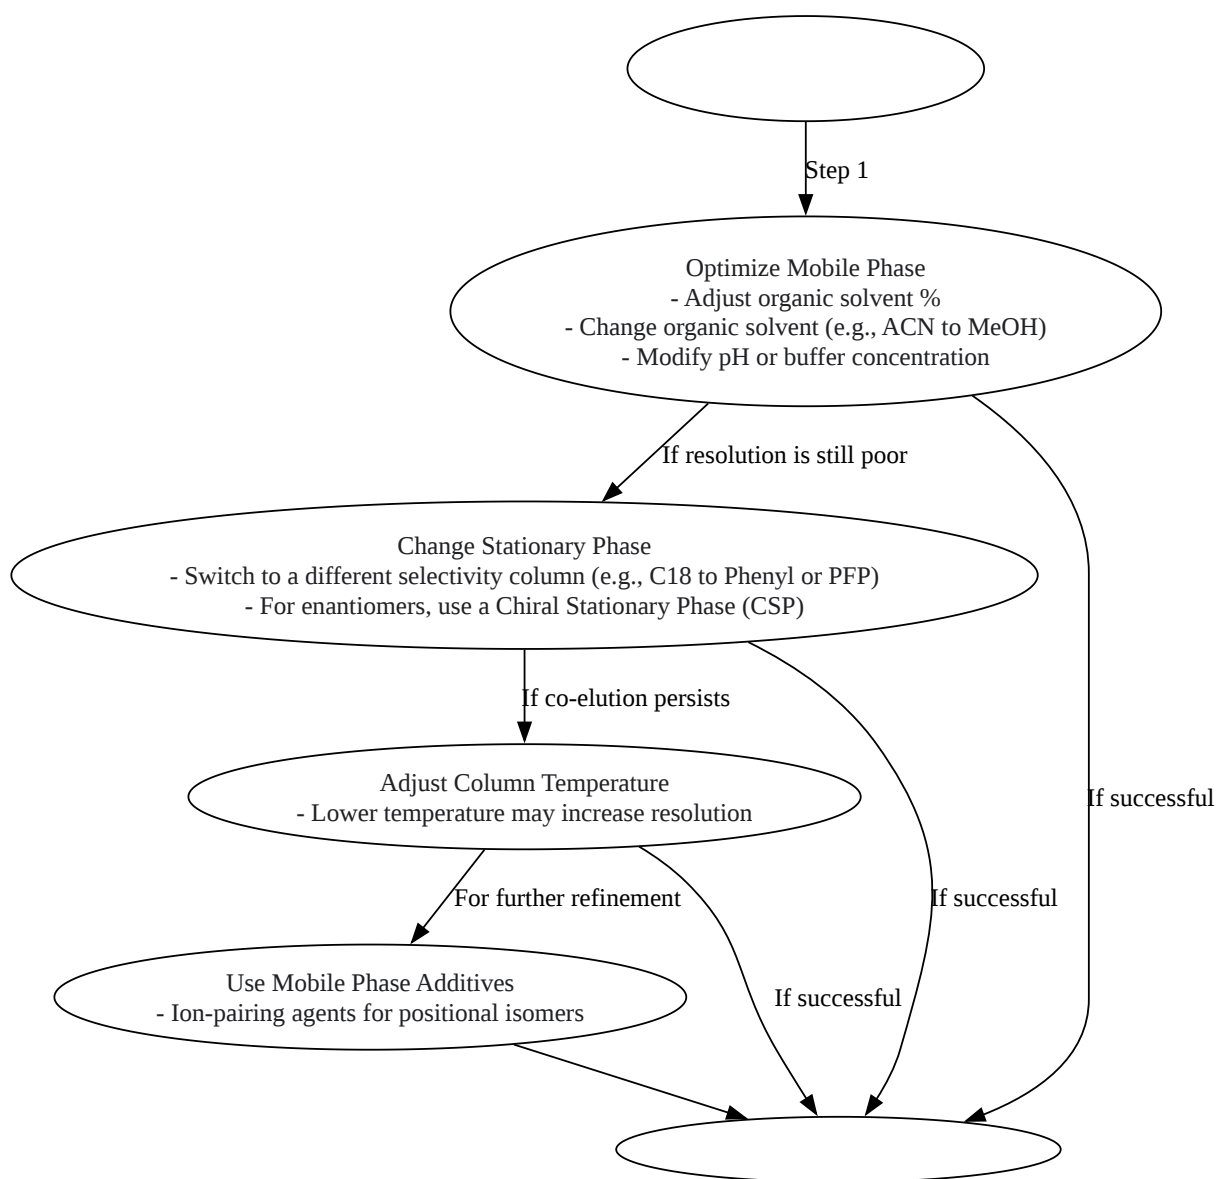 Step 1
Optimize Mobile Phase
- Adjust organic solvent %
- Change organic solvent (e.g., ACN to MeOH)
- Modify pH or buffer concentration
If resolution is still poor
Change Stationary Phase
- Switch to a different selectivity column (e.g., C18 to Phenyl or PFP)
- For enantiomers, use a Chiral Stationary Phase (CSP)
If co-elution persists
Adjust Column Temperature
- Lower temperature may increase resolution
If successful
For further refinement
If successful
Use Mobile Phase Additives
- Ion-pairing agents for positional isomers
If successful